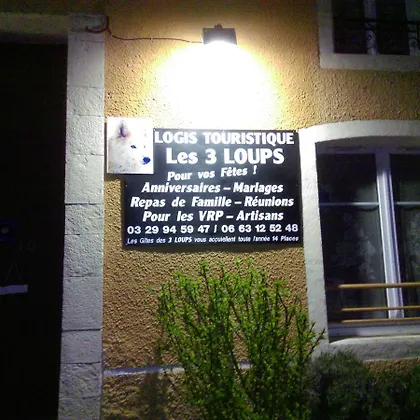 LOGIS TOURISTIQUE
Les 3 LOUPS
Pour vos Fêtes !
Anniversaires – Mariages
Repas de Famille – Réunions
Pour les VRP – Artisans
03 29 94 59 47 / 06 63 12 52 48
Les Gîtes des 3 LOUPS vous accueillent toute l'année 14 Places